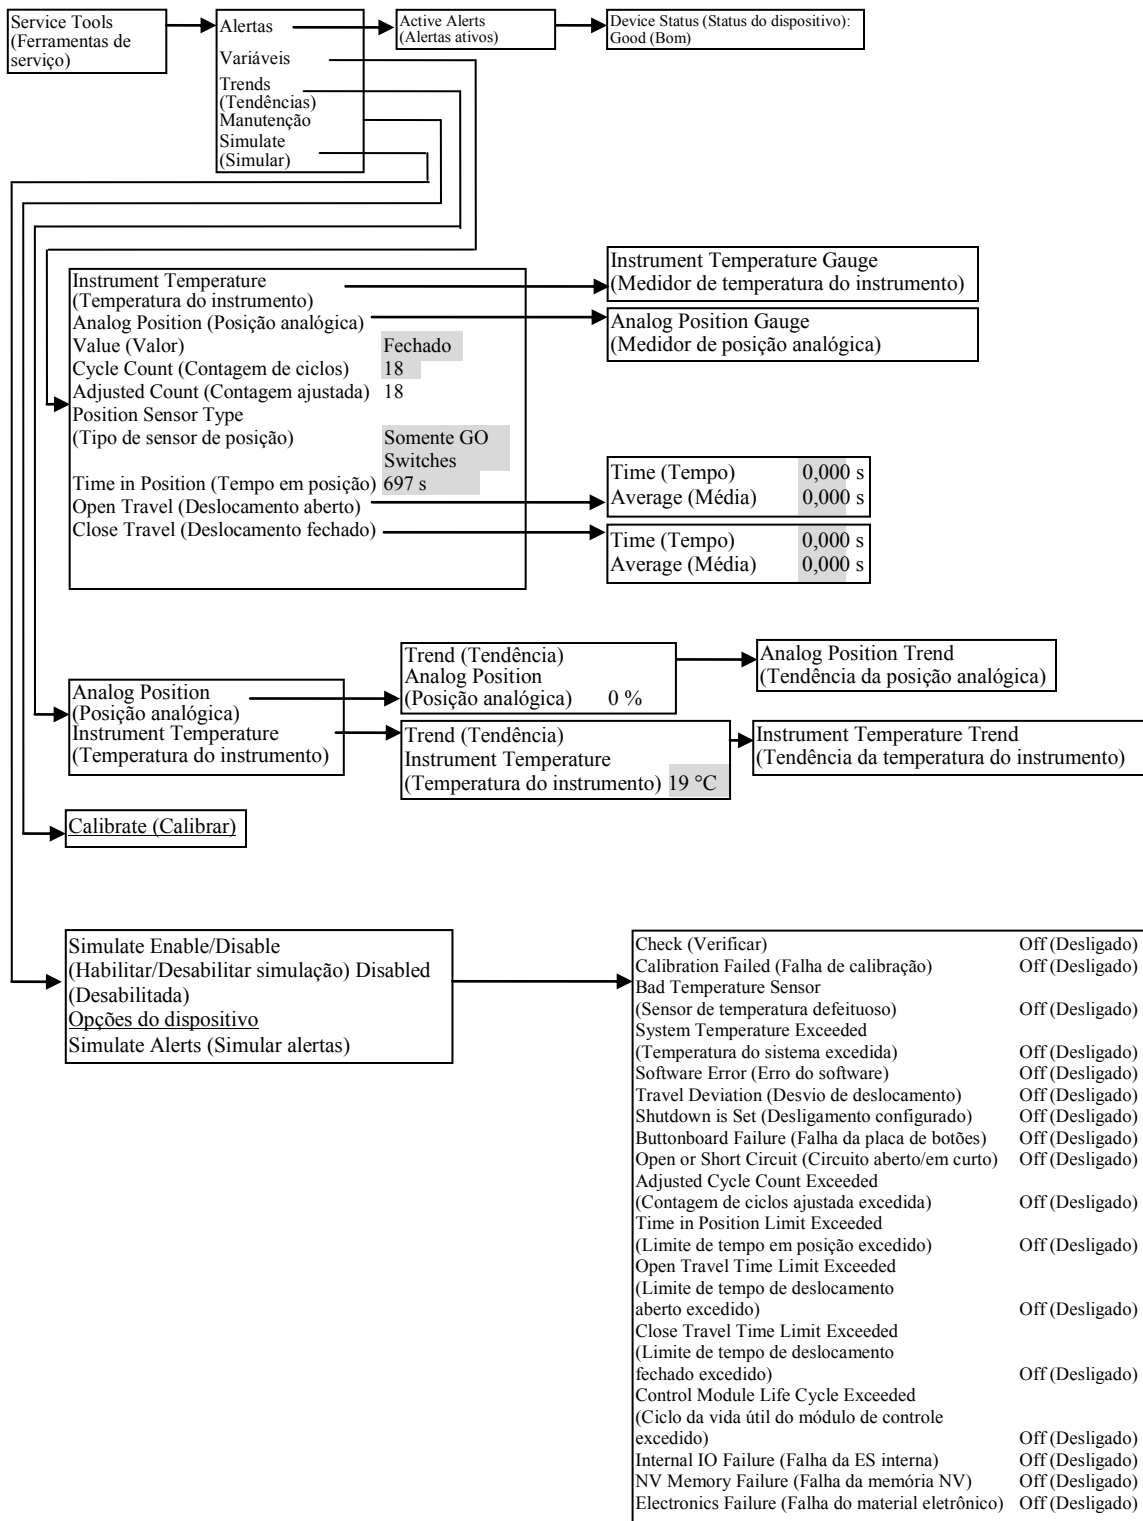 Service Tools
(Ferramentas de
serviço)
Alertas
Variáveis
Trends
(Tendências)
Manutenção
Simulate
(Simular)
Active Alerts
(Alertas ativos)
Device Status (Status do dispositivo):
Good (Bom)
Instrument Temperature
(Temperatura do instrumento)
Analog Position (Posição analógica)
Value (Valor) Fechado
Cycle Count (Contagem de ciclos) 18
Adjusted Count (Contagem ajustada) 18
Position Sensor Type
(Tipo de sensor de posição) Somente GO
Switches
Time in Position (Tempo em posição) 697 s
Open Travel (Deslocamento aberto)
Close Travel (Deslocamento fechado)
Instrument Temperature Gauge
(Medidor de temperatura do instrumento)
Analog Position Gauge
(Medidor de posição analógica)
Time (Tempo) 0,000 s
Average (Média) 0,000 s
Time (Tempo) 0,000 s
Average (Média) 0,000 s
Analog Position
(Posição analógica)
Instrument Temperature
(Temperatura do instrumento)
Trend (Tendência)
Analog Position
(Posição analógica) 0 %
Analog Position Trend
(Tendência da posição analógica)
Trend (Tendência)
Instrument Temperature
(Temperatura do instrumento) 19 °C
Instrument Temperature Trend
(Tendência da temperatura do instrumento)
Calibrate (Calibrar)
Simulate Enable/Disable
(Habilitar/Desabilitar simulação) Disabled
(Desabilitada)
Opções do dispositivo
Simulate Alerts (Simular alertas)
Check (Verificar) Off (Desligado)
Calibration Failed (Falha de calibração) Off (Desligado)
Bad Temperature Sensor
(Sensor de temperatura defeituoso) Off (Desligado)
System Temperature Exceeded
(Temperatura do sistema excedida) Off (Desligado)
Software Error (Erro do software) Off (Desligado)
Travel Deviation (Desvio de deslocamento) Off (Desligado)
Shutdown is Set (Desligamento configurado) Off (Desligado)
Buttonboard Failure (Falha da placa de botões) Off (Desligado)
Open or Short Circuit (Circuito aberto/em curto) Off (Desligado)
Adjusted Cycle Count Exceeded
(Contagem de ciclos ajustada excedida) Off (Desligado)
Time in Position Limit Exceeded
(Limite de tempo em posição excedido) Off (Desligado)
Open Travel Time Limit Exceeded
(Limite de tempo de deslocamento
aberto excedido) Off (Desligado)
Close Travel Time Limit Exceeded
(Limite de tempo de deslocamento
fechado excedido) Off (Desligado)
Control Module Life Cycle Exceeded
(Ciclo da vida útil do módulo de controle
excedido) Off (Desligado)
Internal IO Failure (Falha da ES interna) Off (Desligado)
NV Memory Failure (Falha da memória NV) Off (Desligado)
Electronics Failure (Falha do material eletrônico) Off (Desligado)